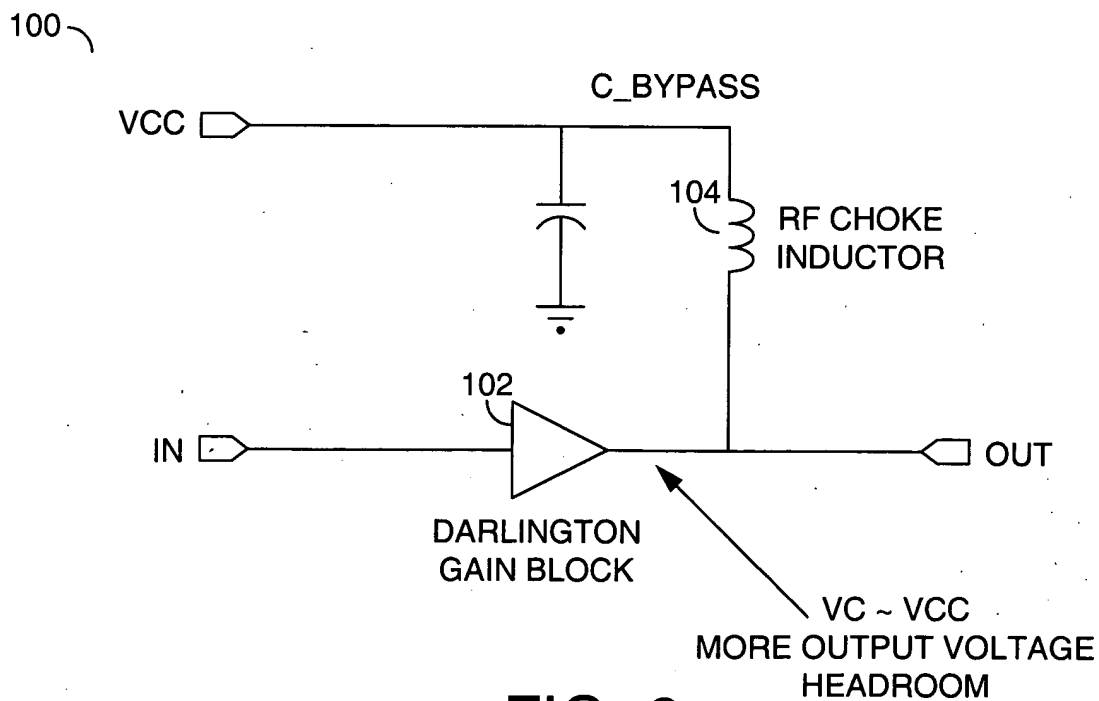 100
C_BYPASS
VCC
104
RF CHOKE
INDUCTOR
102
IN
OUT
DARLINGTON
GAIN BLOCK
VC ~ VCC
MORE OUTPUT VOLTAGE
HEADROOM